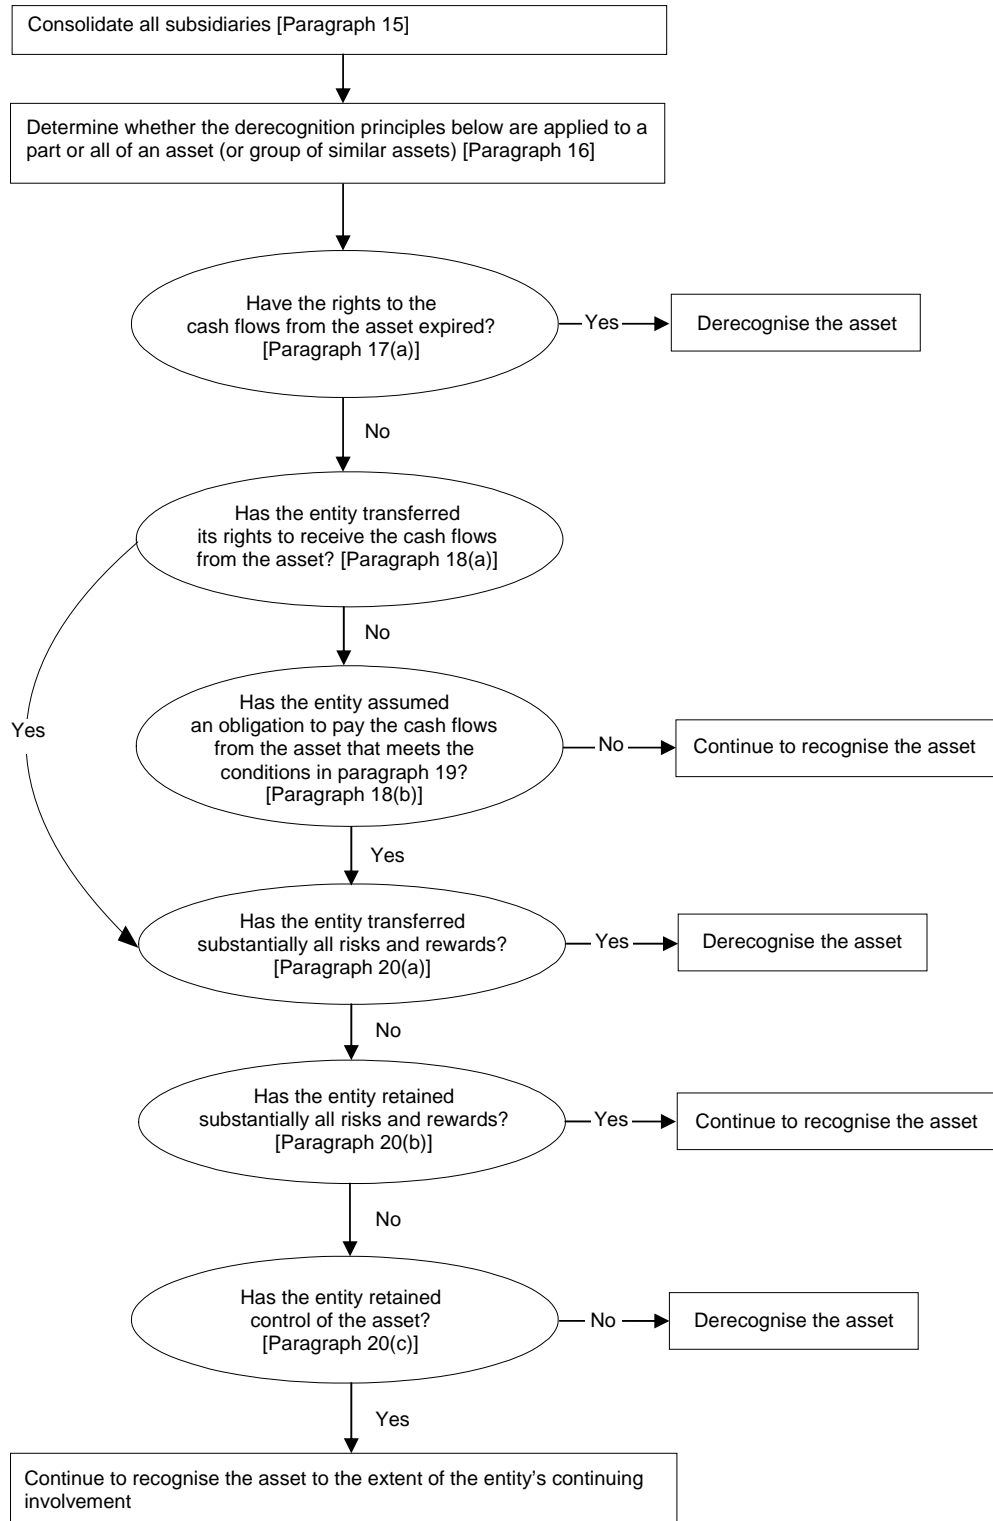 Consolidate all subsidiaries [Paragraph 15]
Determine whether the derecognition principles below are applied to a
part or all of an asset (or group of similar assets) [Paragraph 16]
Have the rights to the
cash flows from the asset expired?
[Paragraph 17(a)]
Yes
Derecognise the asset
No
Has the entity transferred
its rights to receive the cash flows
from the asset? [Paragraph 18(a)]
No
Yes
Has the entity assumed
an obligation to pay the cash flows
from the asset that meets the
conditions in paragraph 19?
[Paragraph 18(b)]
No
Continue to recognise the asset
Yes
Has the entity transferred
substantially all risks and rewards?
[Paragraph 20(a)]
Yes
Derecognise the asset
No
Has the entity retained
substantially all risks and rewards?
[Paragraph 20(b)]
Yes
Continue to recognise the asset
No
Has the entity retained
control of the asset?
[Paragraph 20(c)]
No
Derecognise the asset
Yes
Continue to recognise the asset to the extent of the entity’s continuing
involvement